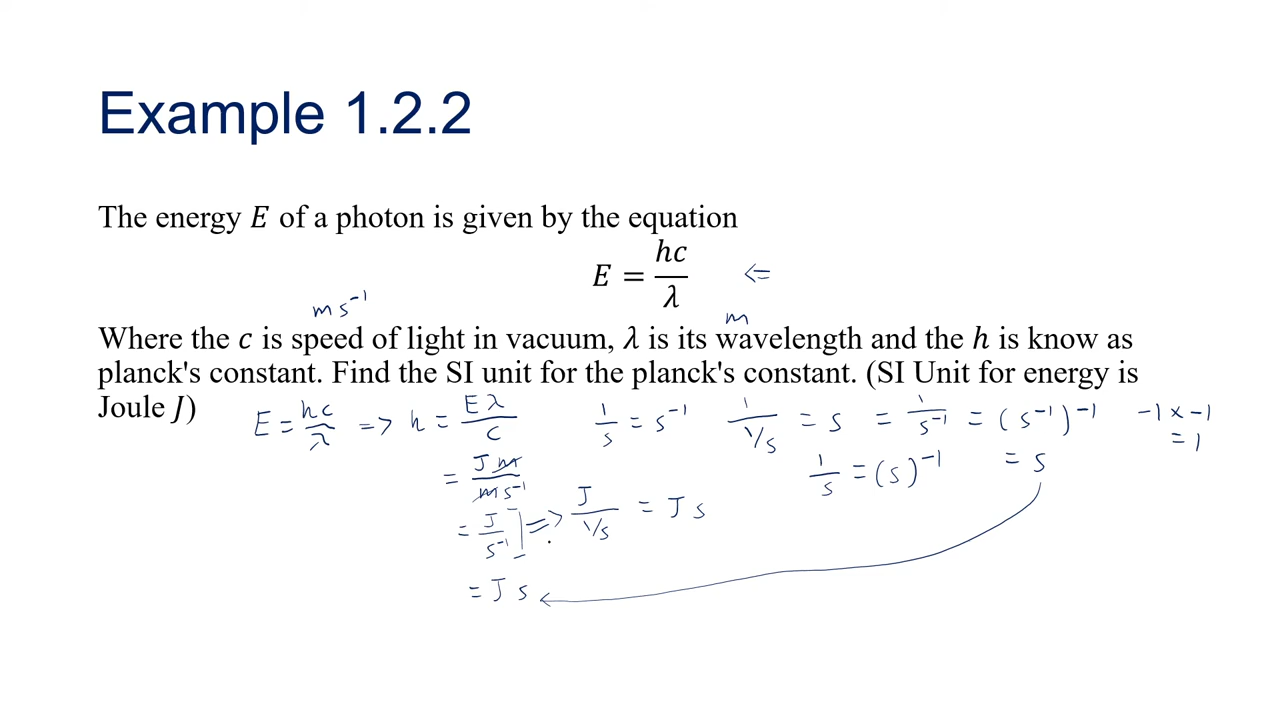 Example 1.2.2
The energy E of a photon is given by the equation
E = hc/λ ⇐
m s⁻¹
m
Where the c is speed of light in vacuum, λ is its wavelength and the h is know as
planck's constant. Find the SI unit for the planck's constant. (SI Unit for energy is
Joule J)
E = hc/λ => h = Eλ/c
= J m/m s⁻¹
= J/s⁻¹ ] => J/1/s = J s
= J s
1/s = s⁻¹
1/1/s = s = 1/s⁻¹ = (s⁻¹)⁻¹
-1 x -1
= 1
1/s = (s)⁻¹
= s